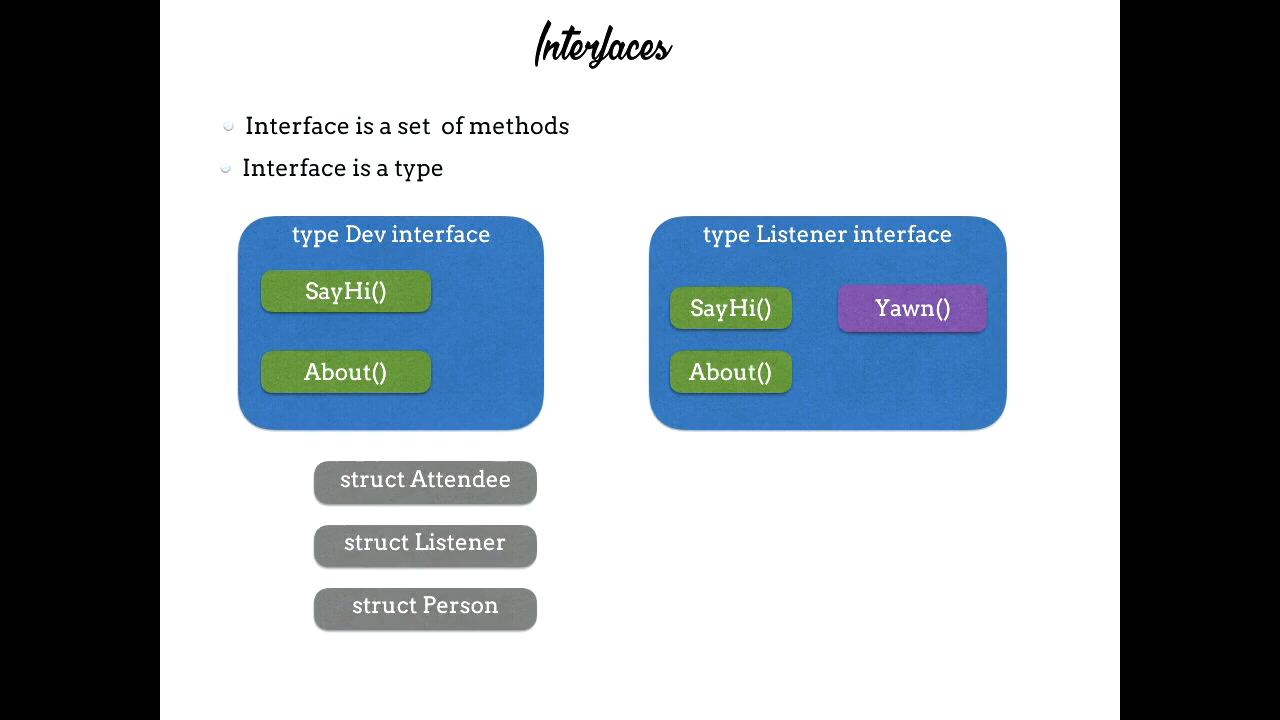 Interfaces
Interface is a set of methods
Interface is a type
type Dev interface
SayHi()
About()
type Listener interface
SayHi()
Yawn()
About()
struct Attendee
struct Listener
struct Person